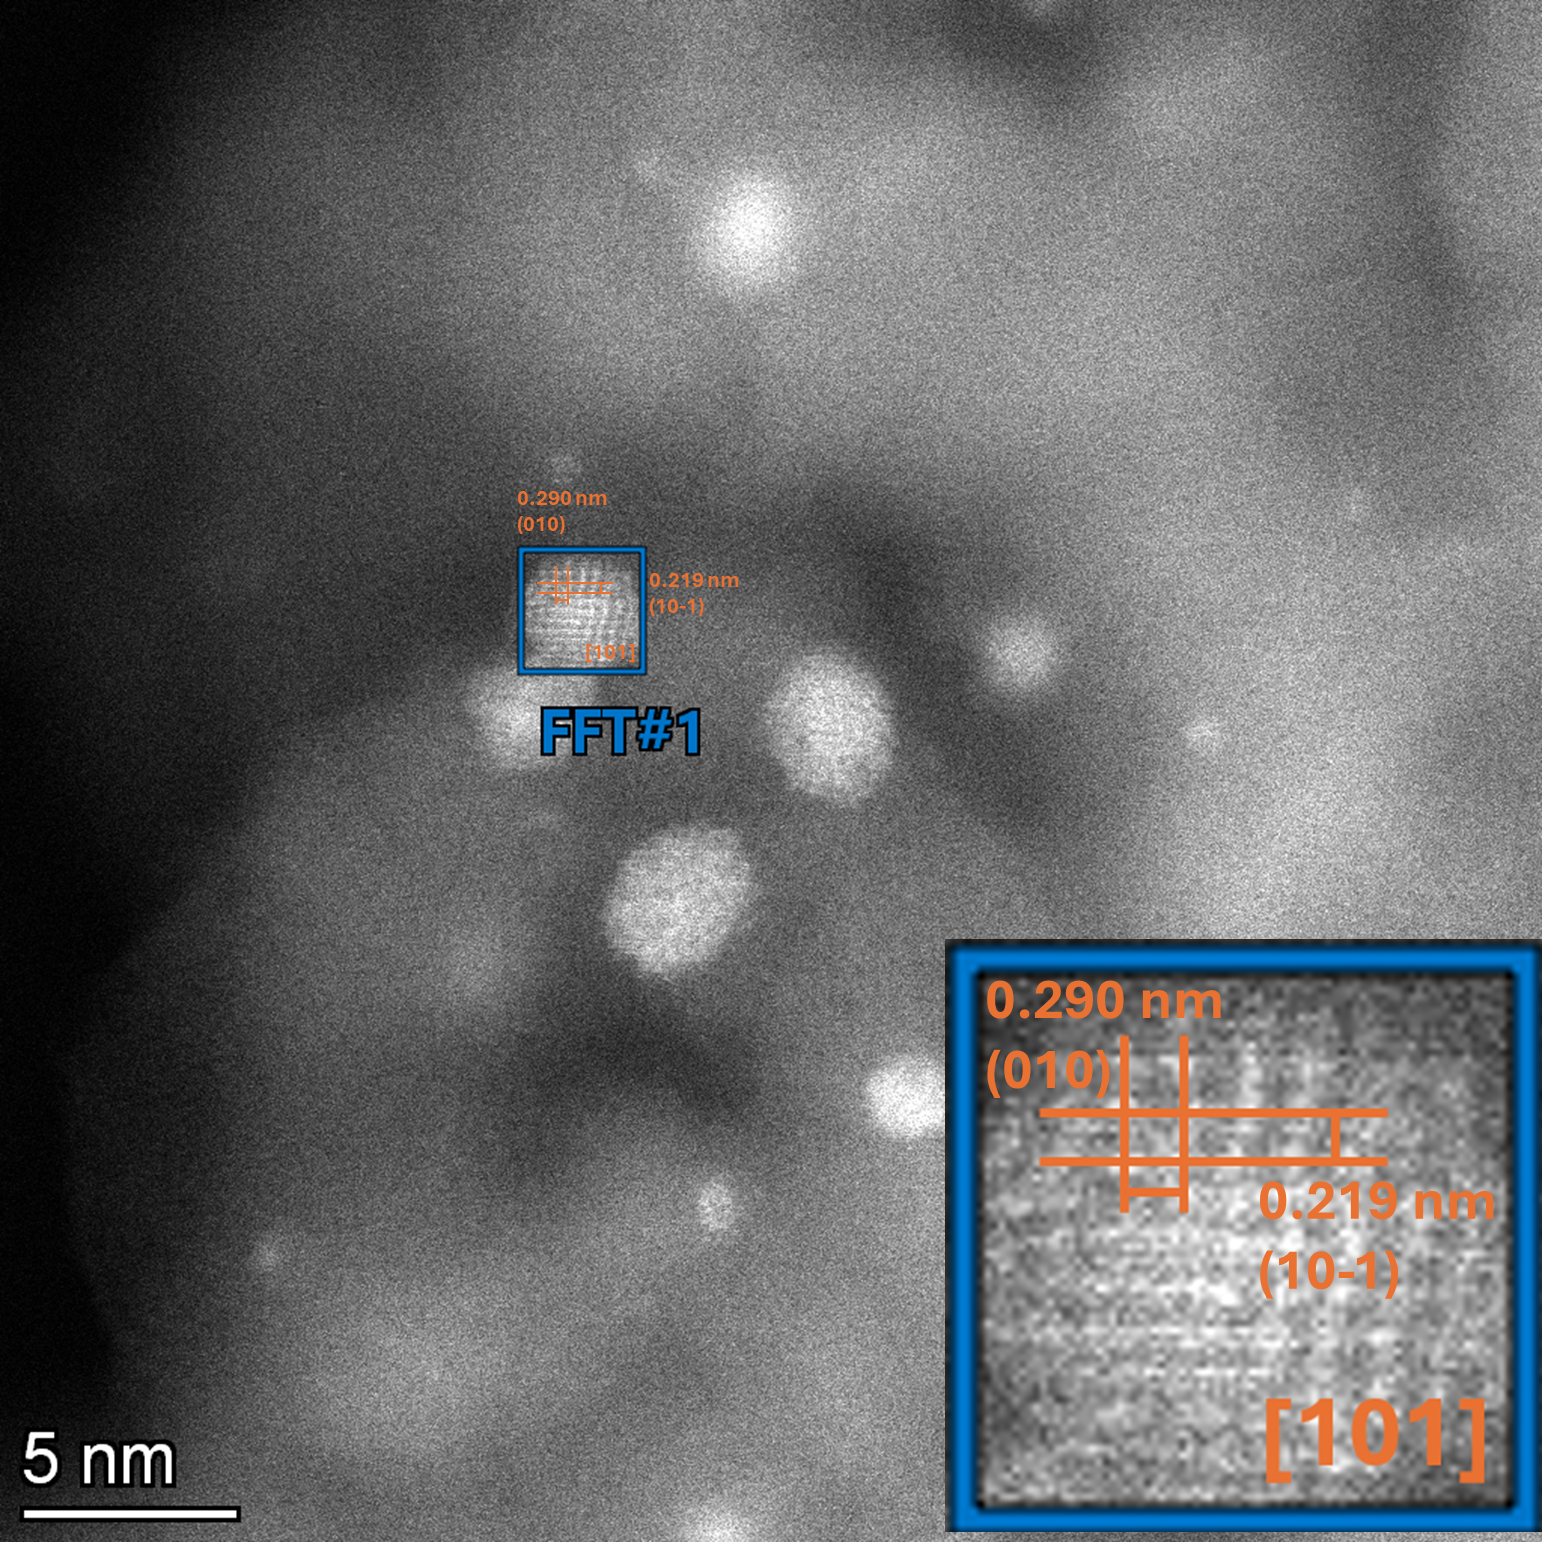 0.290 nm
(010)
0.219 nm
(10-1)
[101]
FFT#1
0.290 nm
(010)
0.219 nm
(10-1)
[101]
5 nm